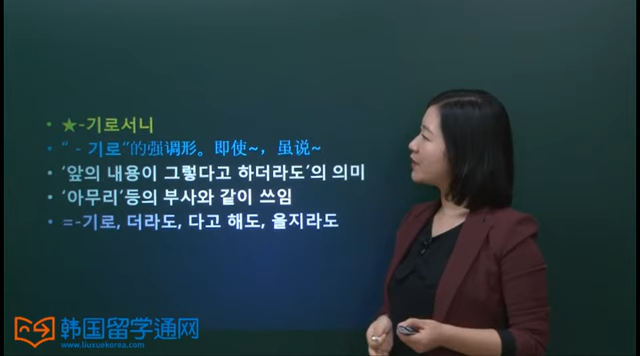 • ★-기로서니
• “ - 기로”的强调形。即使~，虽说~
• ‘앞의 내용이 그렇다고 하더라도’의 의미
• ‘아무리’등의 부사와 같이 쓰임
• =-기로, 더라도, 다고 해도, 을지라도
韩国留学通网
www.liuxuekorea.com